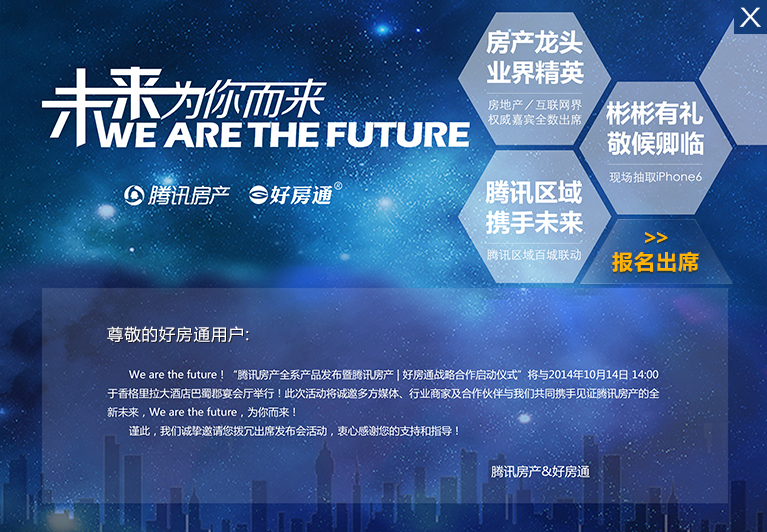 未来为你而来
WE ARE THE FUTURE
腾讯房产 好房通®
房产龙头
业界精英
房地产／互联网界
权威嘉宾全数出席
彬彬有礼
敬候卿临
现场抽取iPhone6
腾讯区域
携手未来
腾讯区域百城联动
>>
报名出席
尊敬的好房通用户:
We are the future！“腾讯房产全系产品发布暨腾讯房产 | 好房通战略合作启动仪式”将与2014年10月14日 14:00
于香格里拉大酒店巴蜀郡宴会厅举行！此次活动将诚邀多方媒体、行业商家及合作伙伴与我们共同携手见证腾讯房产的全
新未来，We are the future，为你而来！
谨此，我们诚挚邀请您拨冗出席发布会活动，衷心感谢您的支持和指导！
腾讯房产&好房通